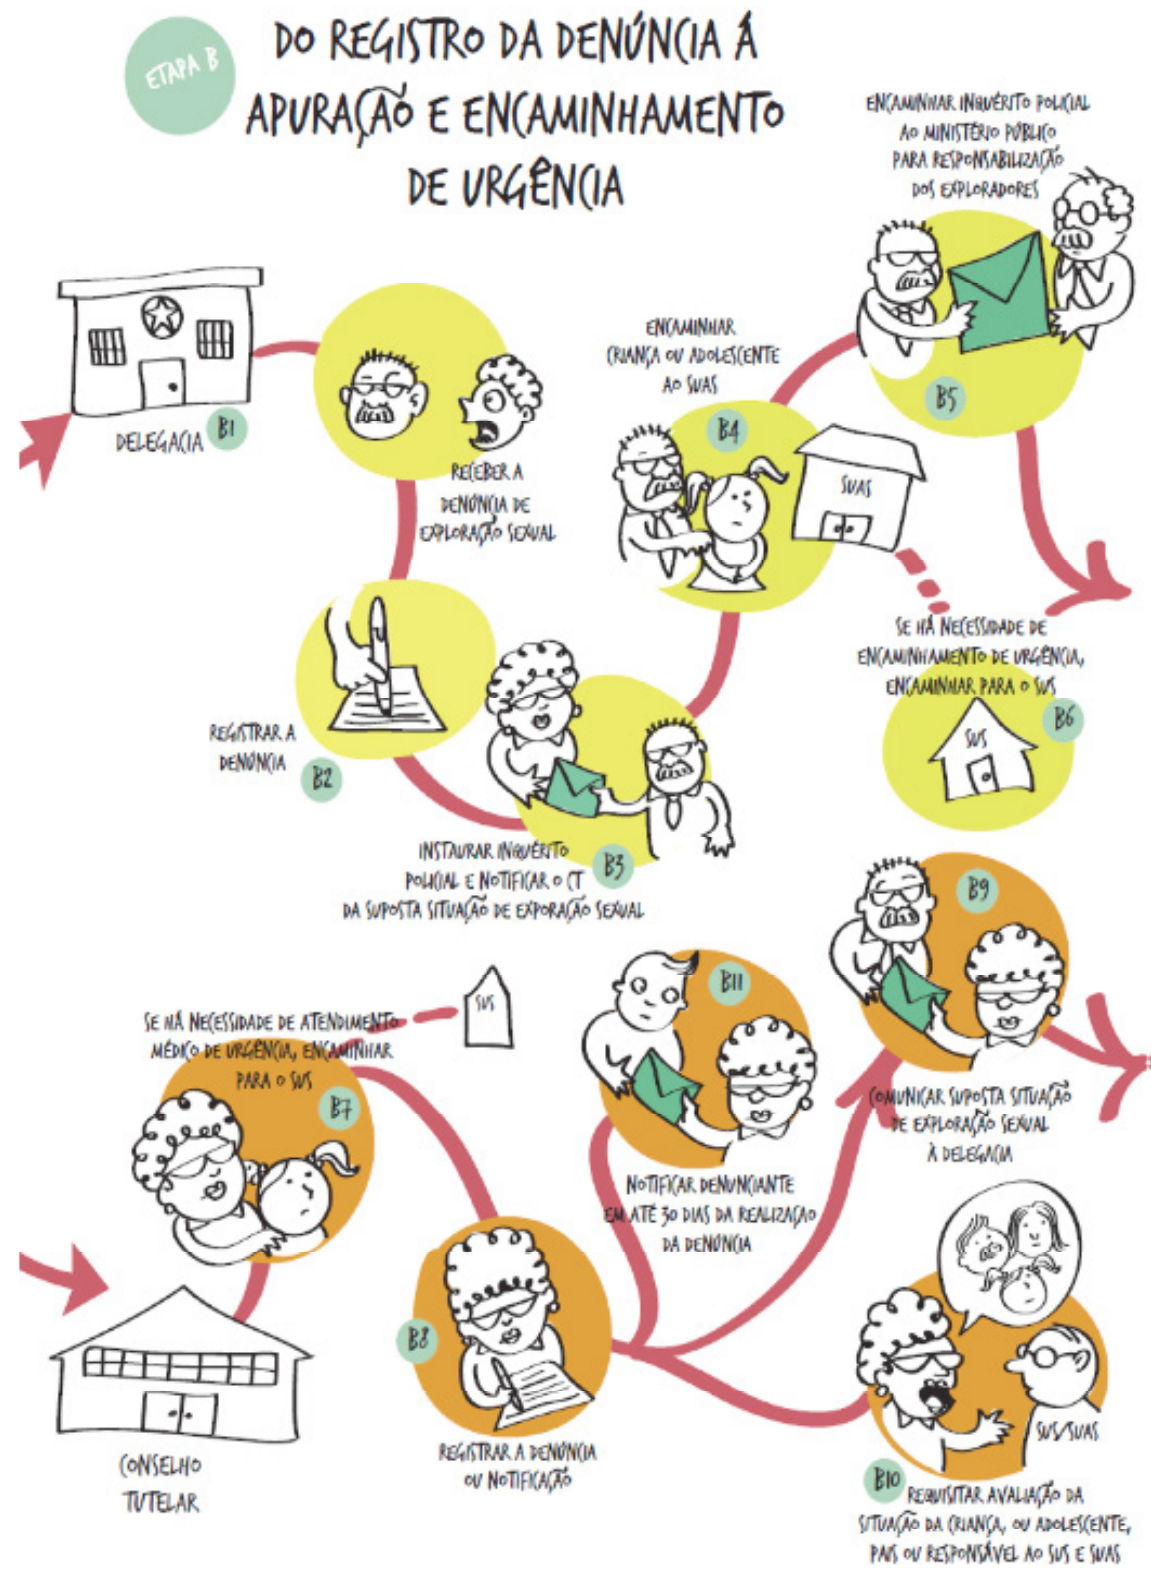 ETAPA B
DO REGISTRO DA DENÚNCIA À
APURAÇÃO E ENCAMINHAMENTO
DE URGÊNCIA
ENCAMINHAR INQUÉRITO POLICIAL
AO MINISTÉRIO PÚBLICO
PARA RESPONSABILIZAÇÃO
DOS EXPLORADORES
B5
DELEGACIA
B1
RECEBER A
DENÚNCIA DE
EXPLORAÇÃO SEXUAL
ENCAMINHAR
CRIANÇA OU ADOLESCENTE
AO SUAS
B4
SUAS
SE HÁ NECESSIDADE DE
ENCAMINHAMENTO DE URGÊNCIA,
ENCAMINHAR PARA O SUS
B6
SUS
REGISTRAR A
DENÚNCIA
B2
INSTAURAR INQUÉRITO
POLICIAL E NOTIFICAR O CT
DA SUPOSTA SITUAÇÃO DE EXPORAÇÃO SEXUAL
B3
SE HÁ NECESSIDADE DE ATENDIMENTO
MÉDICO DE URGÊNCIA, ENCAMINHAR
PARA O SUS
B7
SUS
CONSELHO
TUTELAR
B8
REGISTRAR A DENÚNCIA
OU NOTIFICAÇÃO
B11
NOTIFICAR DENUNCIANTE
EM ATÉ 30 DIAS DA REALIZAÇÃO
DA DENÚNCIA
B9
COMUNICAR SUPOSTA SITUAÇÃO
DE EXPLORAÇÃO SEXUAL
À DELEGACIA
SUS/SUAS
B10
REQUISITAR AVALIAÇÃO DA
SITUAÇÃO DA CRIANÇA, OU ADOLESCENTE,
PAIS OU RESPONSÁVEL AO SUS E SUAS